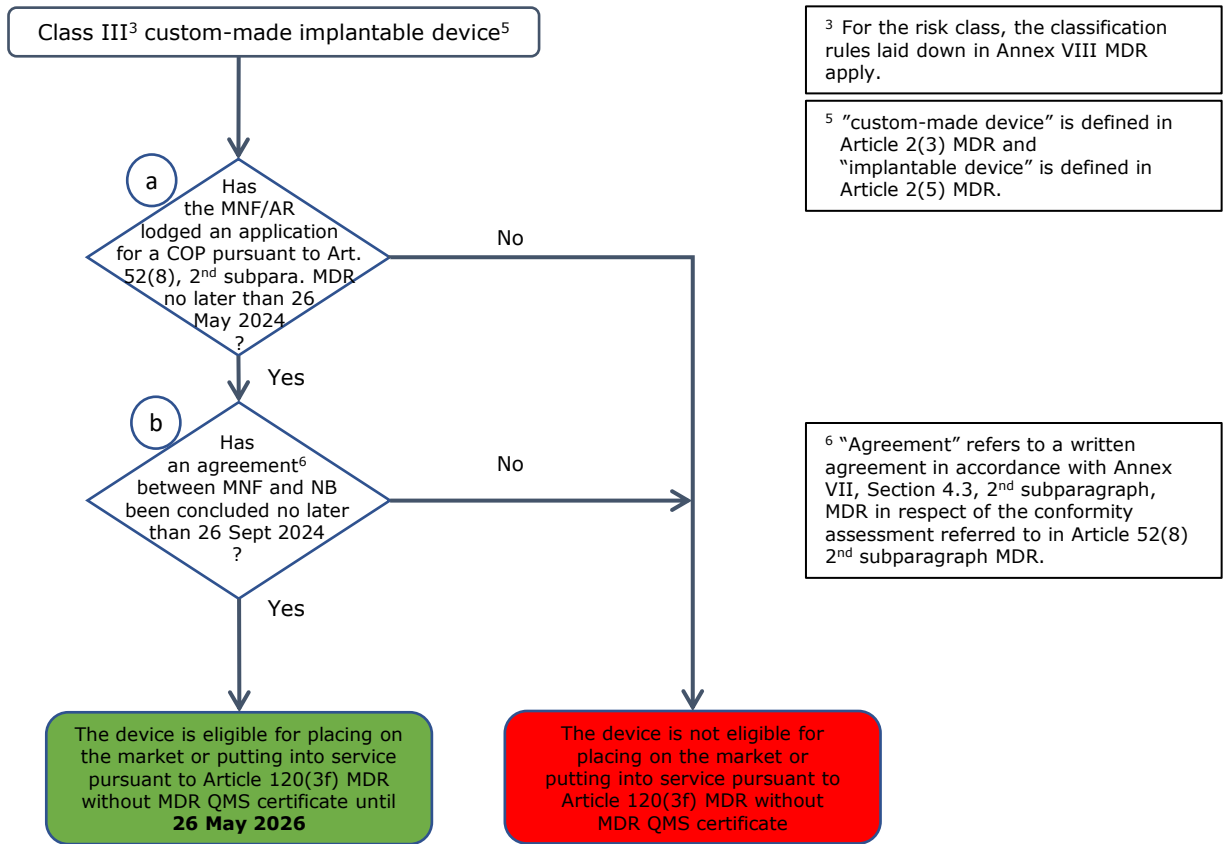 Class III³ custom-made implantable device⁵
³ For the risk class, the classification
rules laid down in Annex VIII MDR
apply.
⁵ ”custom-made device” is defined in
Article 2(3) MDR and
“implantable device” is defined in
Article 2(5) MDR.
a
Has
the MNF/AR
lodged an application
for a COP pursuant to Art.
52(8), 2ⁿᵈ subpara. MDR
no later than 26
May 2024
?
No
Yes
b
Has
an agreement⁶
between MNF and NB
been concluded no later
than 26 Sept 2024
?
No
Yes
⁶ “Agreement” refers to a written
agreement in accordance with Annex
VII, Section 4.3, 2ⁿᵈ subparagraph,
MDR in respect of the conformity
assessment referred to in Article 52(8)
2ⁿᵈ subparagraph MDR.
The device is eligible for placing on
the market or putting into service
pursuant to Article 120(3f) MDR
without MDR QMS certificate until
26 May 2026
The device is not eligible for
placing on the market or
putting into service pursuant to
Article 120(3f) MDR without
MDR QMS certificate